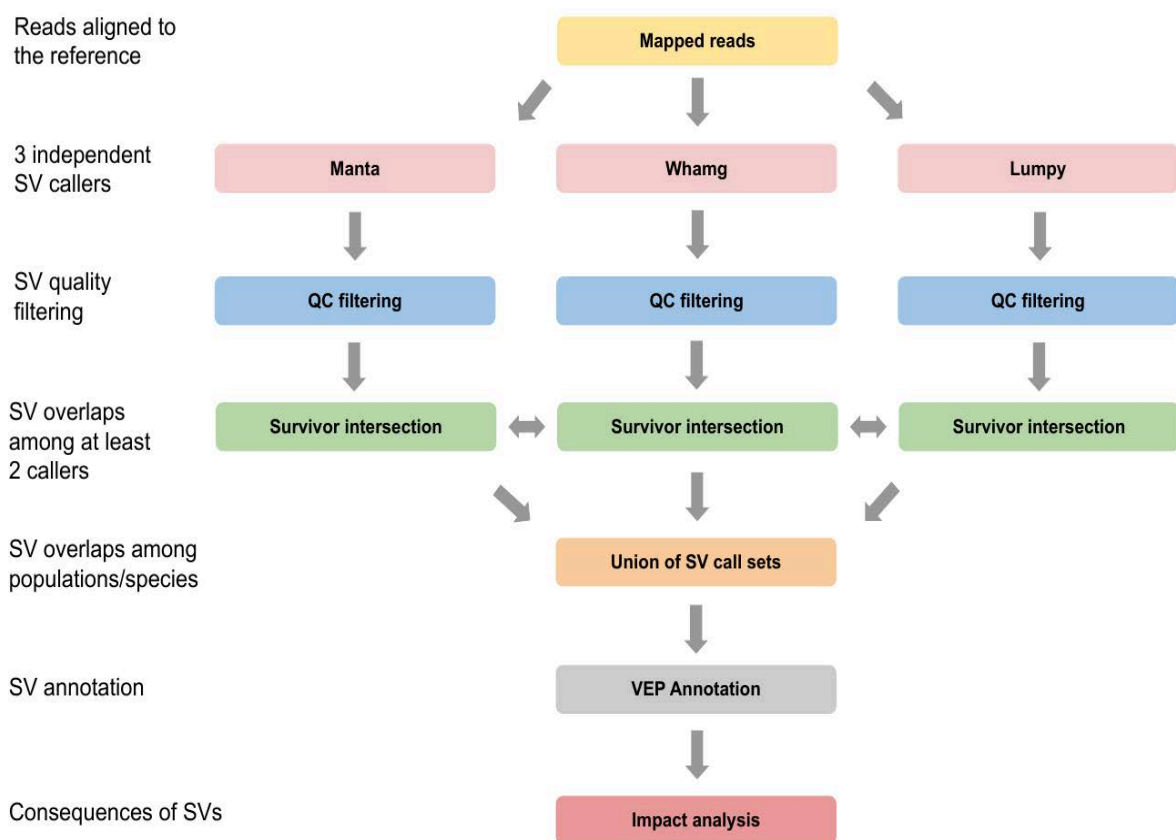 Reads aligned to
the reference
Mapped reads
3 independent
SV callers
Manta
Whamg
Lumpy
SV quality
filtering
QC filtering
QC filtering
QC filtering
SV overlaps
among at least
2 callers
Survivor intersection
Survivor intersection
Survivor intersection
SV overlaps among
populations/species
Union of SV call sets
SV annotation
VEP Annotation
Consequences of SVs
Impact analysis